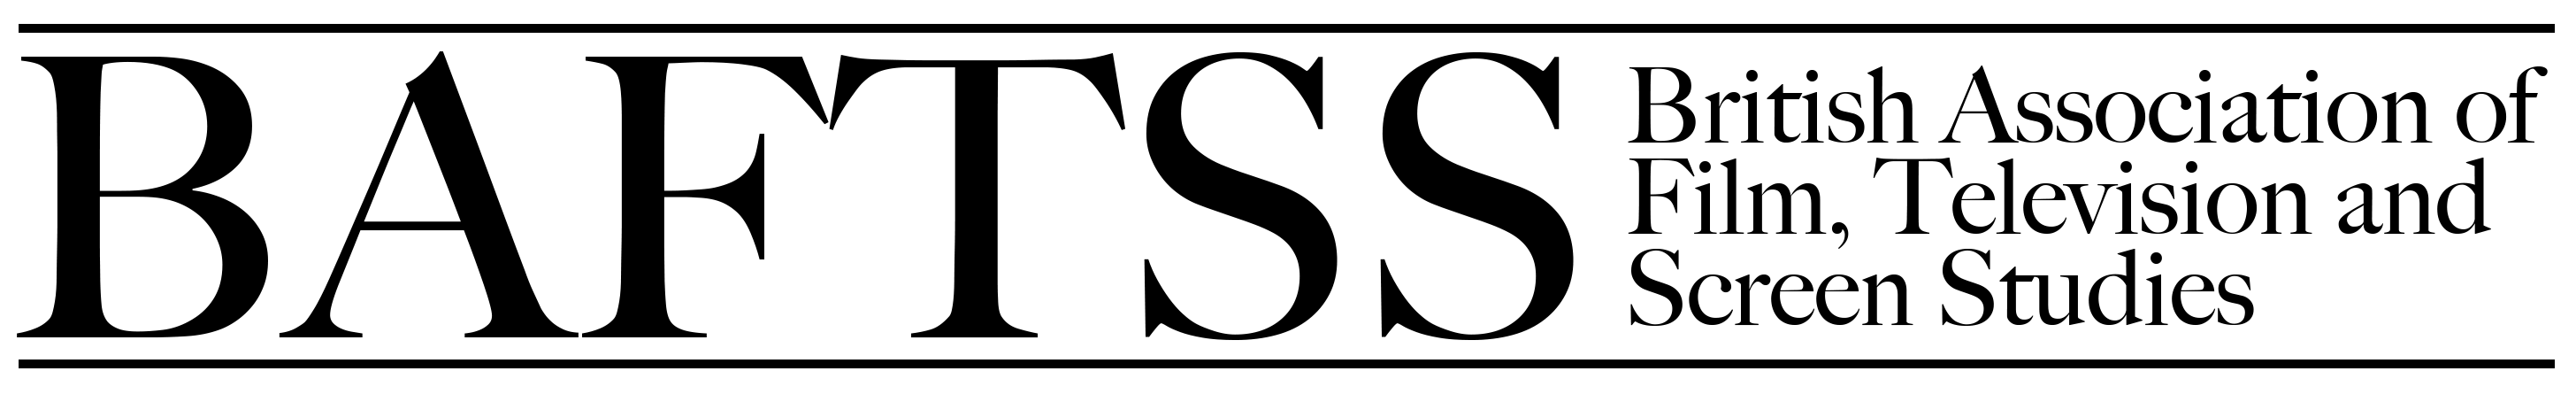 BAFTSS
British Association of
Film, Television and
Screen Studies